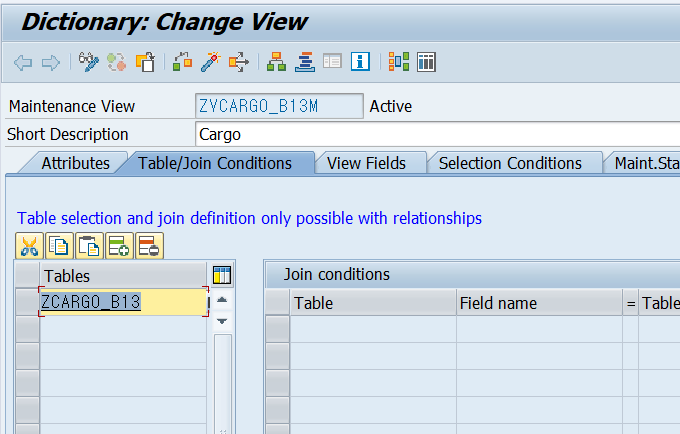 Dictionary: Change View
Maintenance View ZVCARGO_B13M Active
Short Description Cargo
Attributes Table/Join Conditions View Fields Selection Conditions Maint.Sta
Table selection and join definition only possible with relationships
Tables Join conditions
Table Field name = Table
ZCARGO_B13